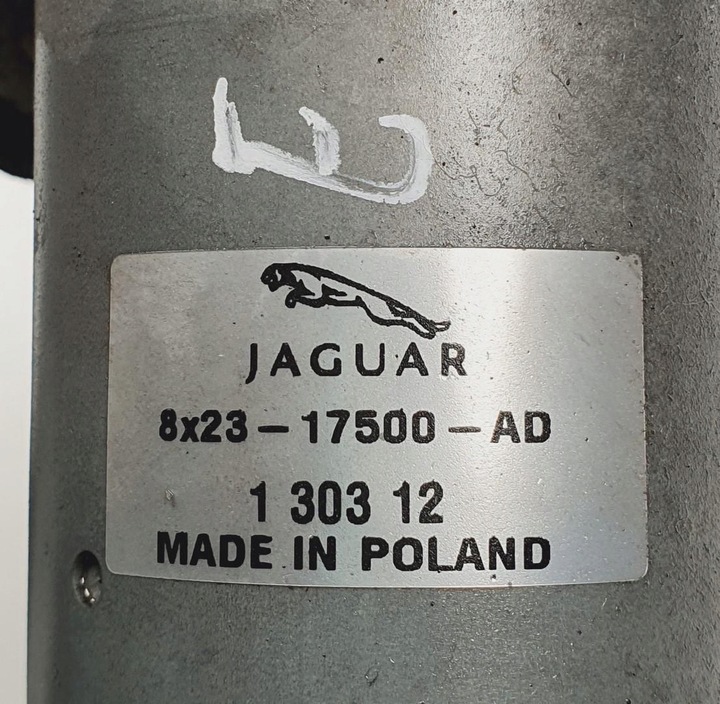 JAGUAR
8x23-17500-AD
1 303 12
MADE IN POLAND